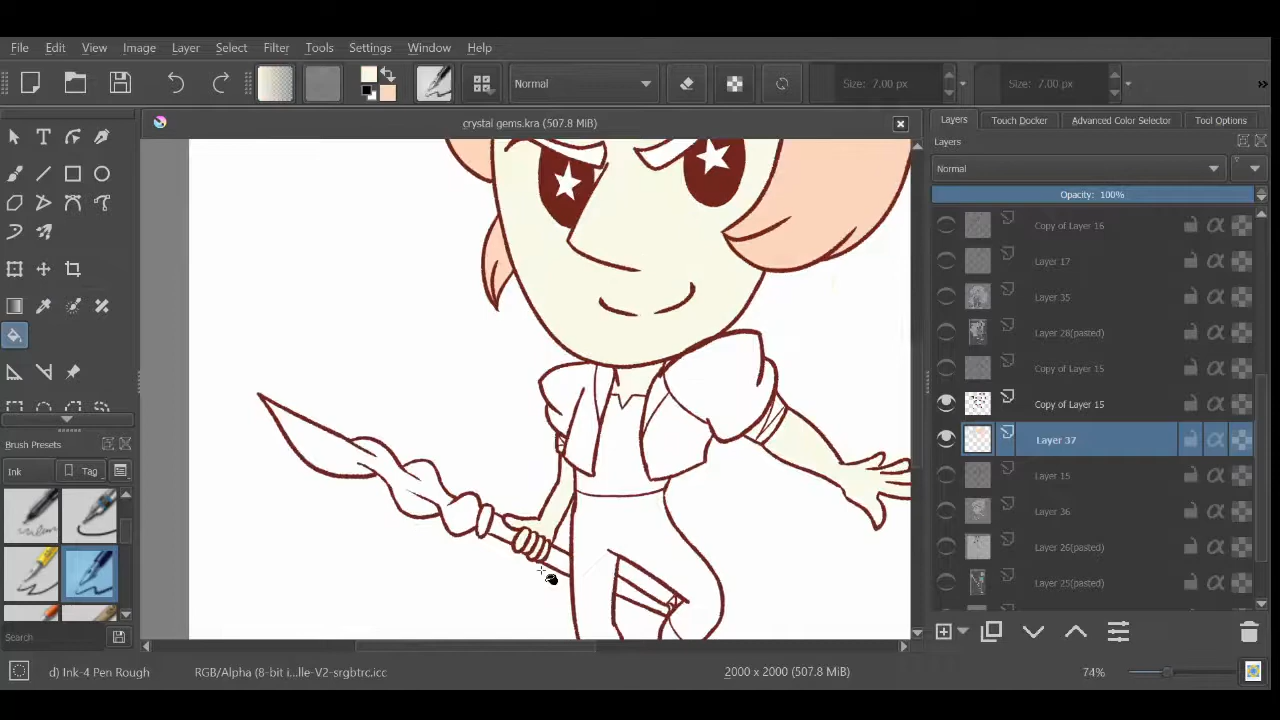 File Edit View Image Layer Select Filter Tools Settings Window Help
Normal
Size: 7.00 px
Size: 7.00 px
»
crystal gems.kra (507.8 MiB)
Layers
Touch Docker
Advanced Color Selector
Tool Options
Layers
Normal
Opacity: 100%
Copy of Layer 16
Layer 17
Layer 35
Layer 28(pasted)
Copy of Layer 15
Copy of Layer 15
Layer 37
Layer 15
Layer 36
Layer 26(pasted)
Layer 25(pasted)
Brush Presets
Ink
Tag
Search
d) Ink-4 Pen Rough
RGB/Alpha (8-bit i...lle-V2-srgbtrc.icc
2000 x 2000 (507.8 MiB)
74%